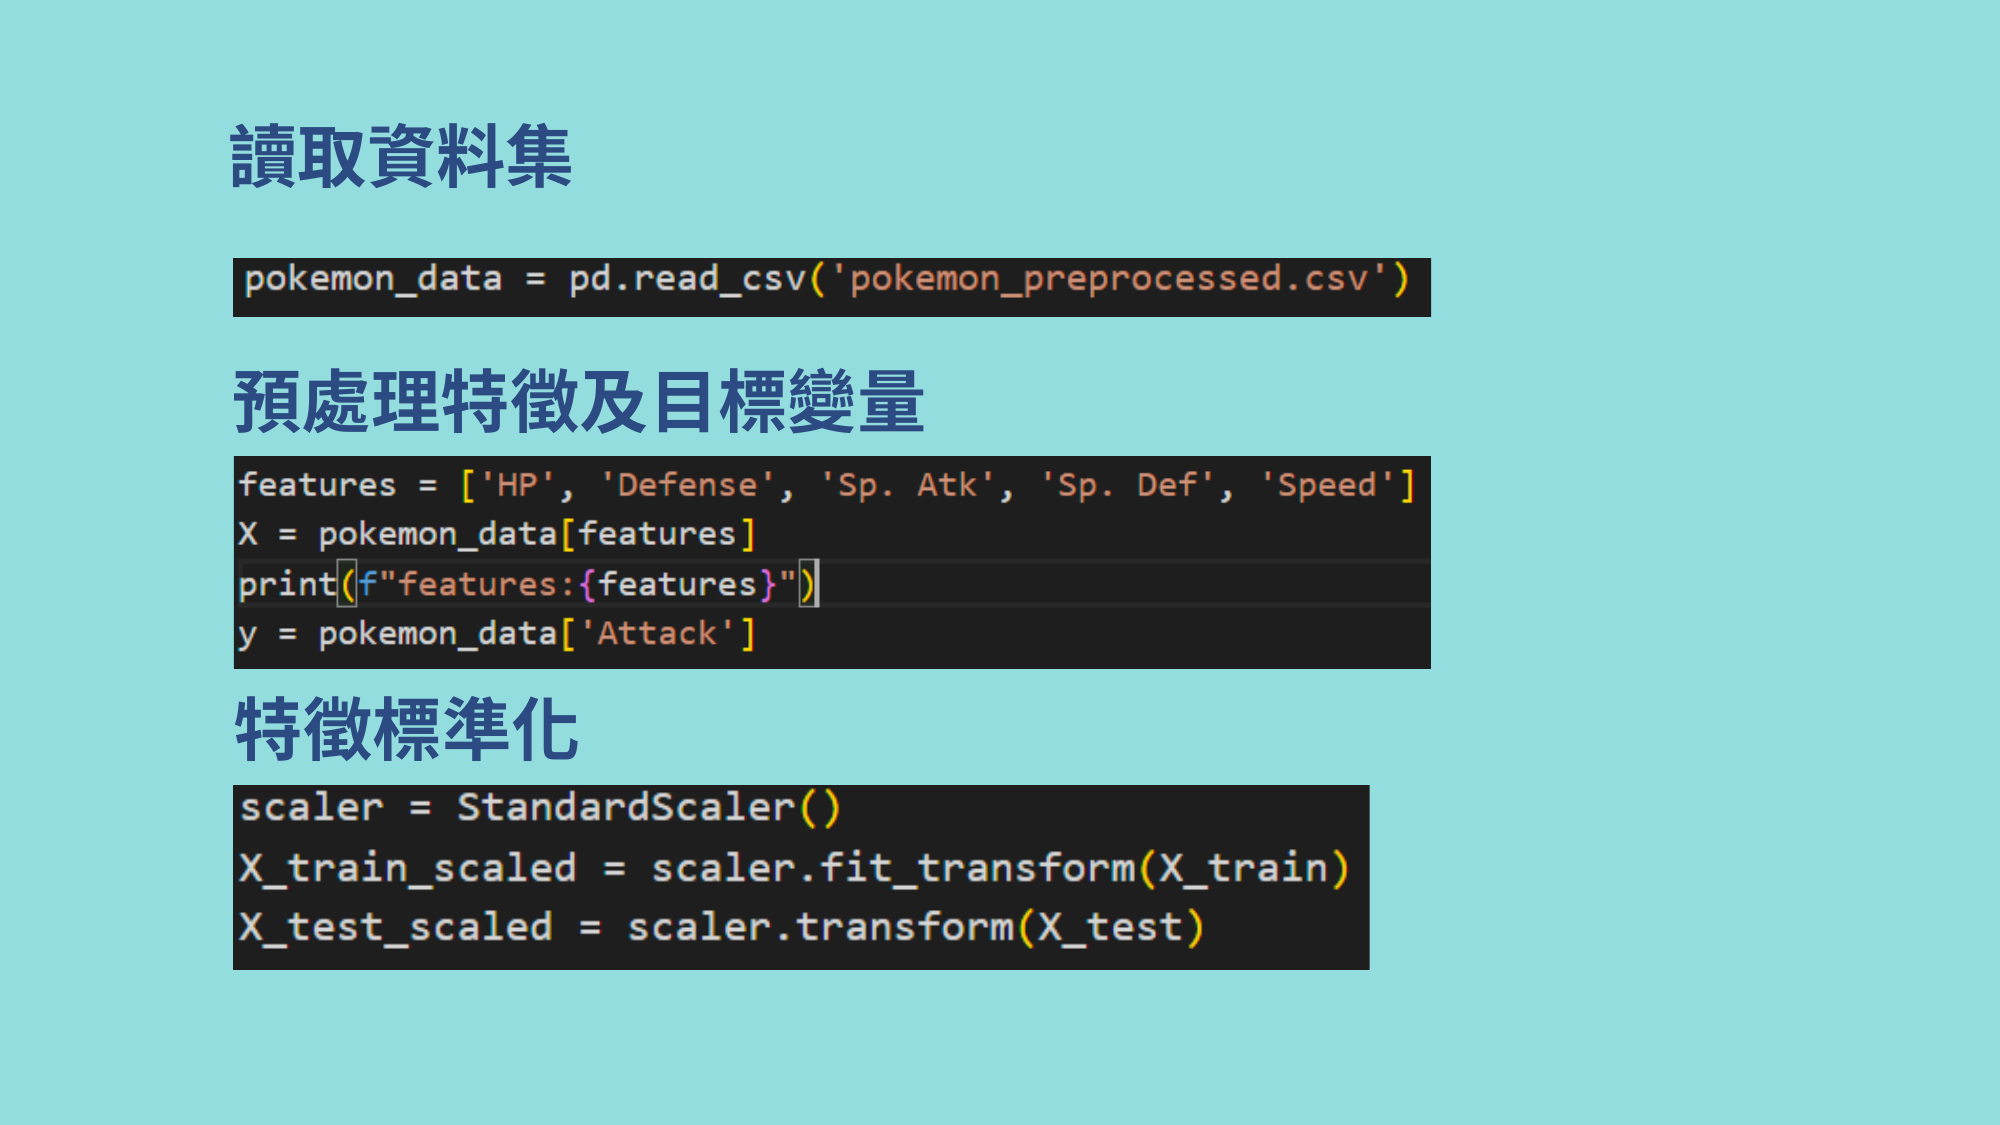 讀取資料集
pokemon_data = pd.read_csv('pokemon_preprocessed.csv')
預處理特徵及目標變量
features = ['HP', 'Defense', 'Sp. Atk', 'Sp. Def', 'Speed']
X = pokemon_data[features]
print(f"features:{features}")
y = pokemon_data['Attack']
特徵標準化
scaler = StandardScaler()
X_train_scaled = scaler.fit_transform(X_train)
X_test_scaled = scaler.transform(X_test)